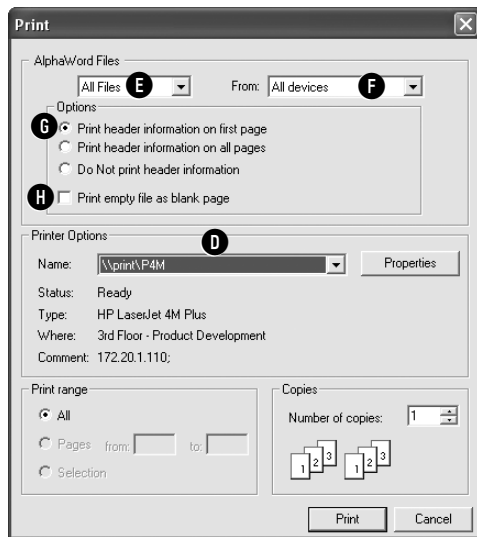 Print
AlphaWord Files
All Files E From: All devices F
Options
G Print header information on first page
Print header information on all pages
Do Not print header information
H Print empty file as blank page
Printer Options D
Name: \\print\P4M Properties
Status: Ready
Type: HP LaserJet 4M Plus
Where: 3rd Floor - Product Development
Comment: 172.20.1.110;
Print range
All
Pages from: to:
Selection
Copies
Number of copies: 1
1 2 3 1 2 3
Print Cancel